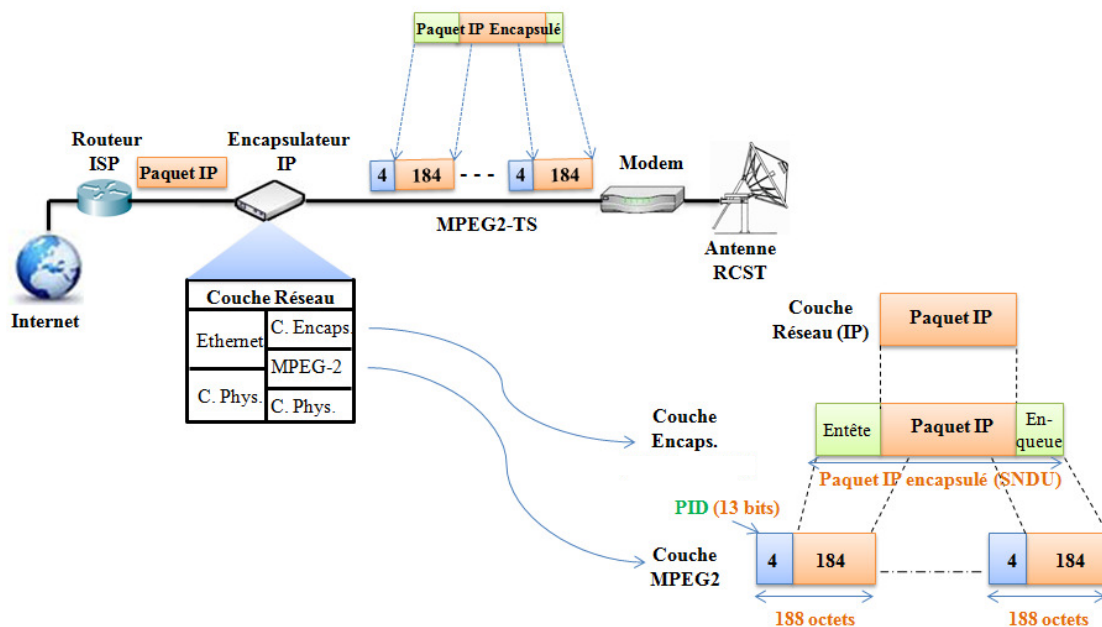 Paquet IP Encapsulé
Routeur
ISP
Paquet IP
Encapsulateur
IP
4
184
- - -
4
184
Modem
MPEG2-TS
Antenne
RCST
Internet
Couche Réseau
Ethernet
C. Encaps.
MPEG-2
C. Phys.
C. Phys.
Couche
Réseau (IP)
Paquet IP
Couche
Encaps.
Entête
Paquet IP
En-
queue
Paquet IP encapsulé (SNDU)
PID (13 bits)
Couche
MPEG2
4
184
4
184
188 octets
188 octets